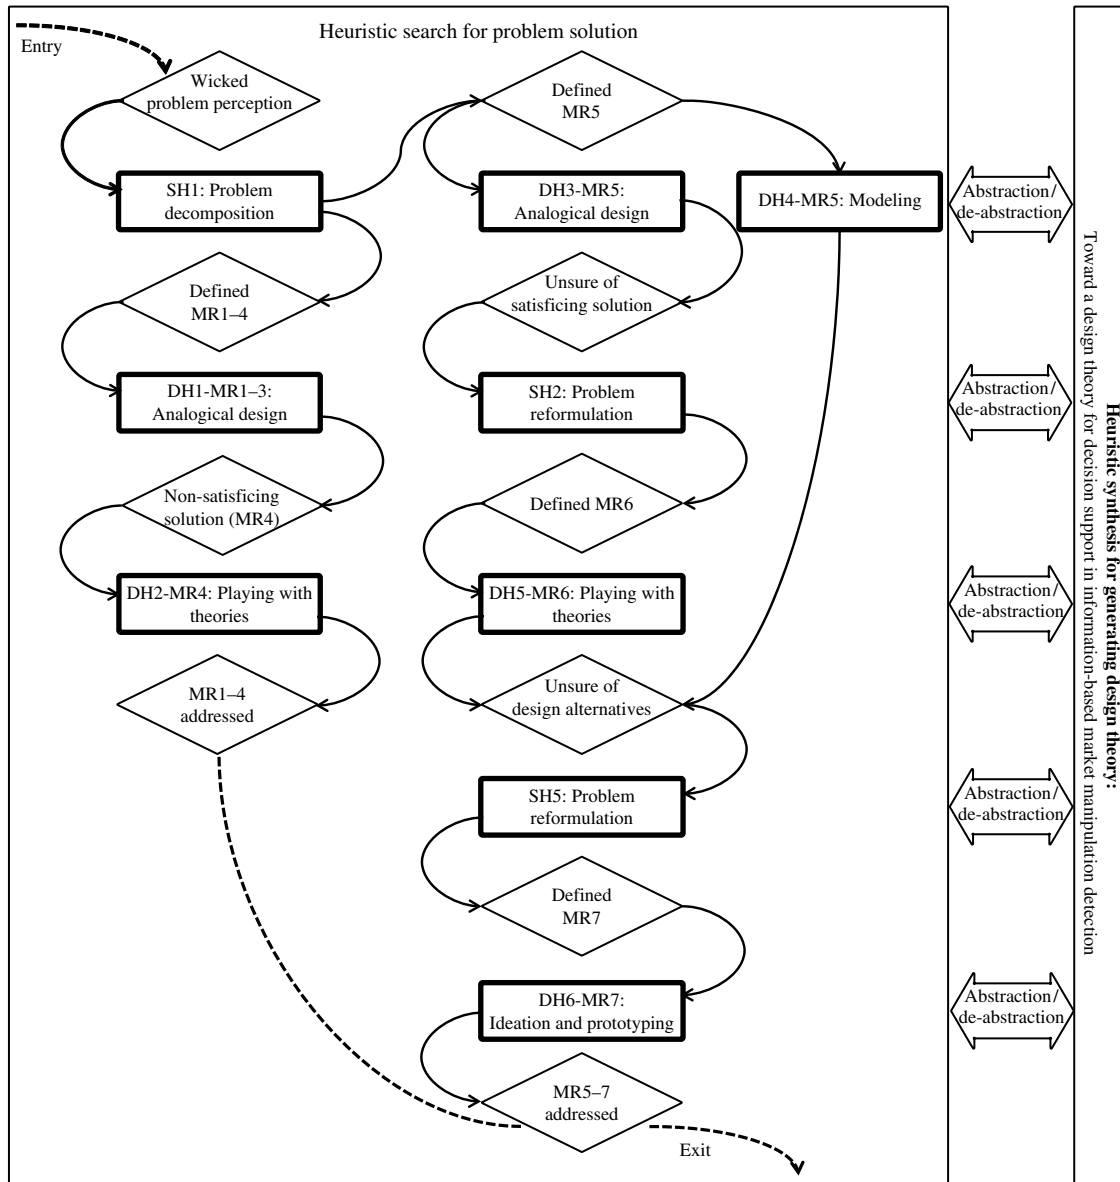 Heuristic search for problem solution
Entry
Wicked
problem perception
SH1: Problem
decomposition
Defined
MR1–4
DH1-MR1–3:
Analogical design
Non-satisficing
solution (MR4)
DH2-MR4: Playing with
theories
MR1–4
addressed
Defined
MR5
DH3-MR5:
Analogical design
DH4-MR5: Modeling
Unsure of
satisficing solution
SH2: Problem
reformulation
Defined MR6
DH5-MR6: Playing with
theories
Unsure of
design alternatives
SH5: Problem
reformulation
Defined
MR7
DH6-MR7:
Ideation and prototyping
MR5–7
addressed
Exit
Abstraction/
de-abstraction
Abstraction/
de-abstraction
Abstraction/
de-abstraction
Abstraction/
de-abstraction
Abstraction/
de-abstraction
Heuristic synthesis for generating design theory:
Toward a design theory for decision support in information-based market manipulation detection